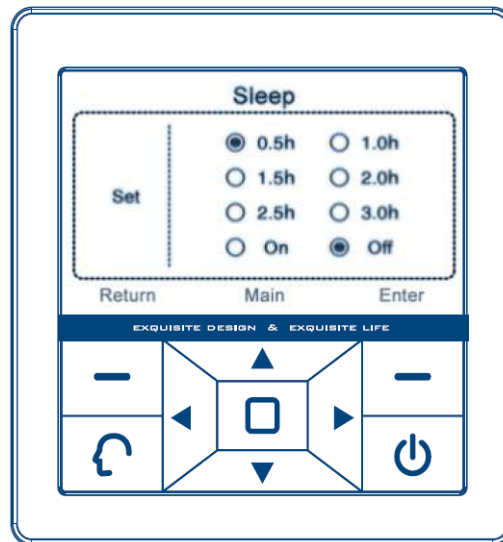 Sleep
0.5h 1.0h
1.5h 2.0h
Set
2.5h 3.0h
On Off
Return Main Enter
EXQUISITE DESIGN & EXQUISITE LIFE